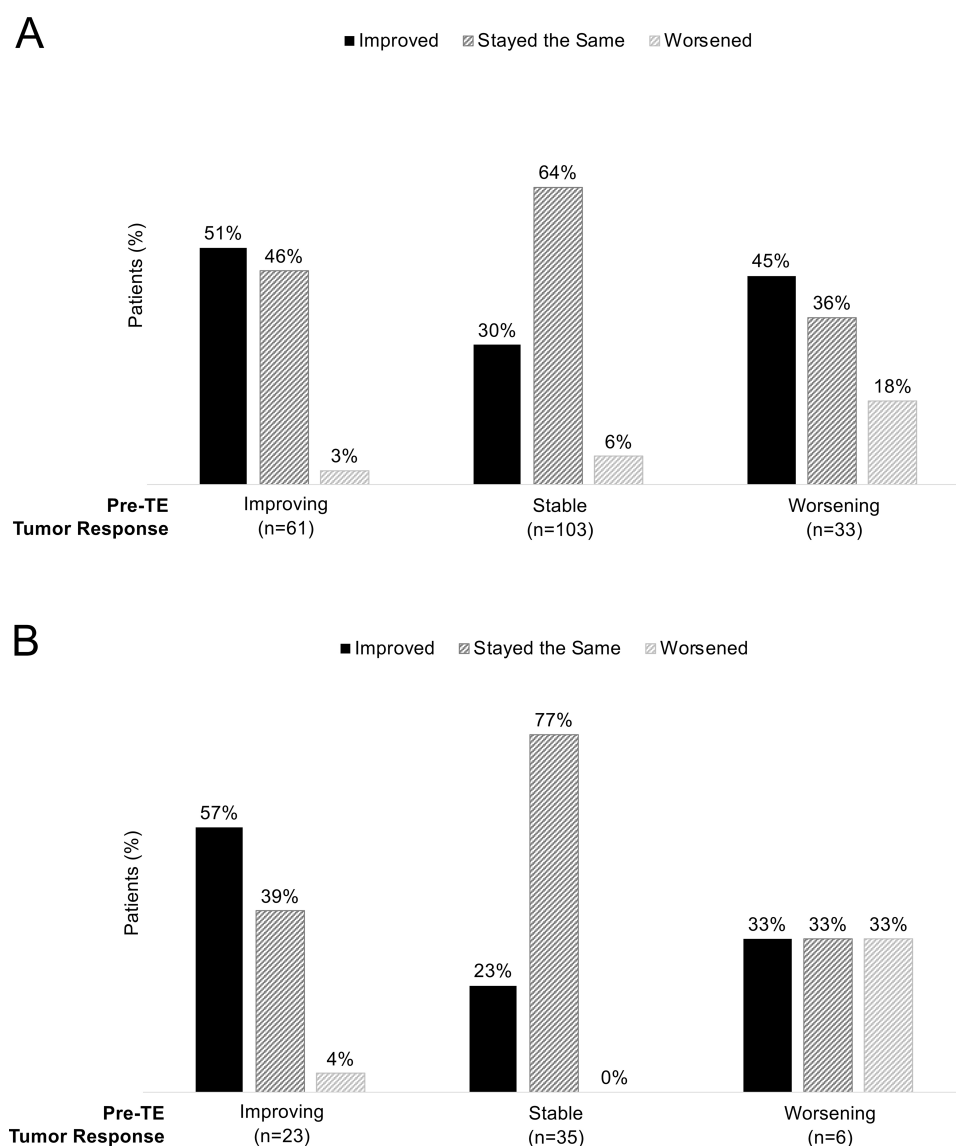 A
Improved Stayed the Same Worsened
Patients (%)
51%
46%
3%
30%
64%
6%
45%
36%
18%
Pre-TE
Tumor Response
Improving
(n=61)
Stable
(n=103)
Worsening
(n=33)
B
Improved Stayed the Same Worsened
Patients (%)
57%
39%
4%
23%
77%
0%
33%
33%
33%
Pre-TE
Tumor Response
Improving
(n=23)
Stable
(n=35)
Worsening
(n=6)